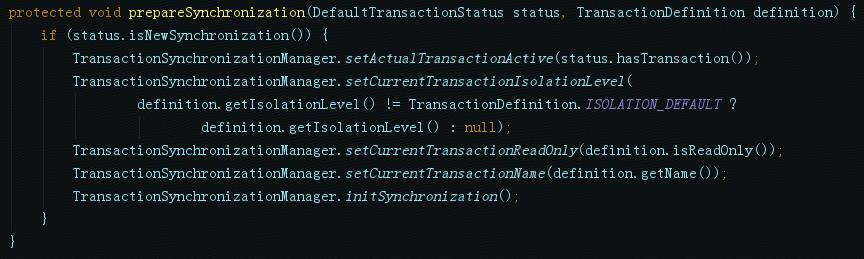 protected void prepareSynchronization(DefaultTransactionStatus status, TransactionDefinition definition) {
if (status.isNewSynchronization()) {
TransactionSynchronizationManager.setActualTransactionActive(status.hasTransaction());
TransactionSynchronizationManager.setCurrentTransactionIsolationLevel(
definition.getIsolationLevel() != TransactionDefinition.ISOLATION_DEFAULT ?
definition.getIsolationLevel() : null);
TransactionSynchronizationManager.setCurrentTransactionReadOnly(definition.isReadOnly());
TransactionSynchronizationManager.setCurrentTransactionName(definition.getName());
TransactionSynchronizationManager.initSynchronization();
}
}